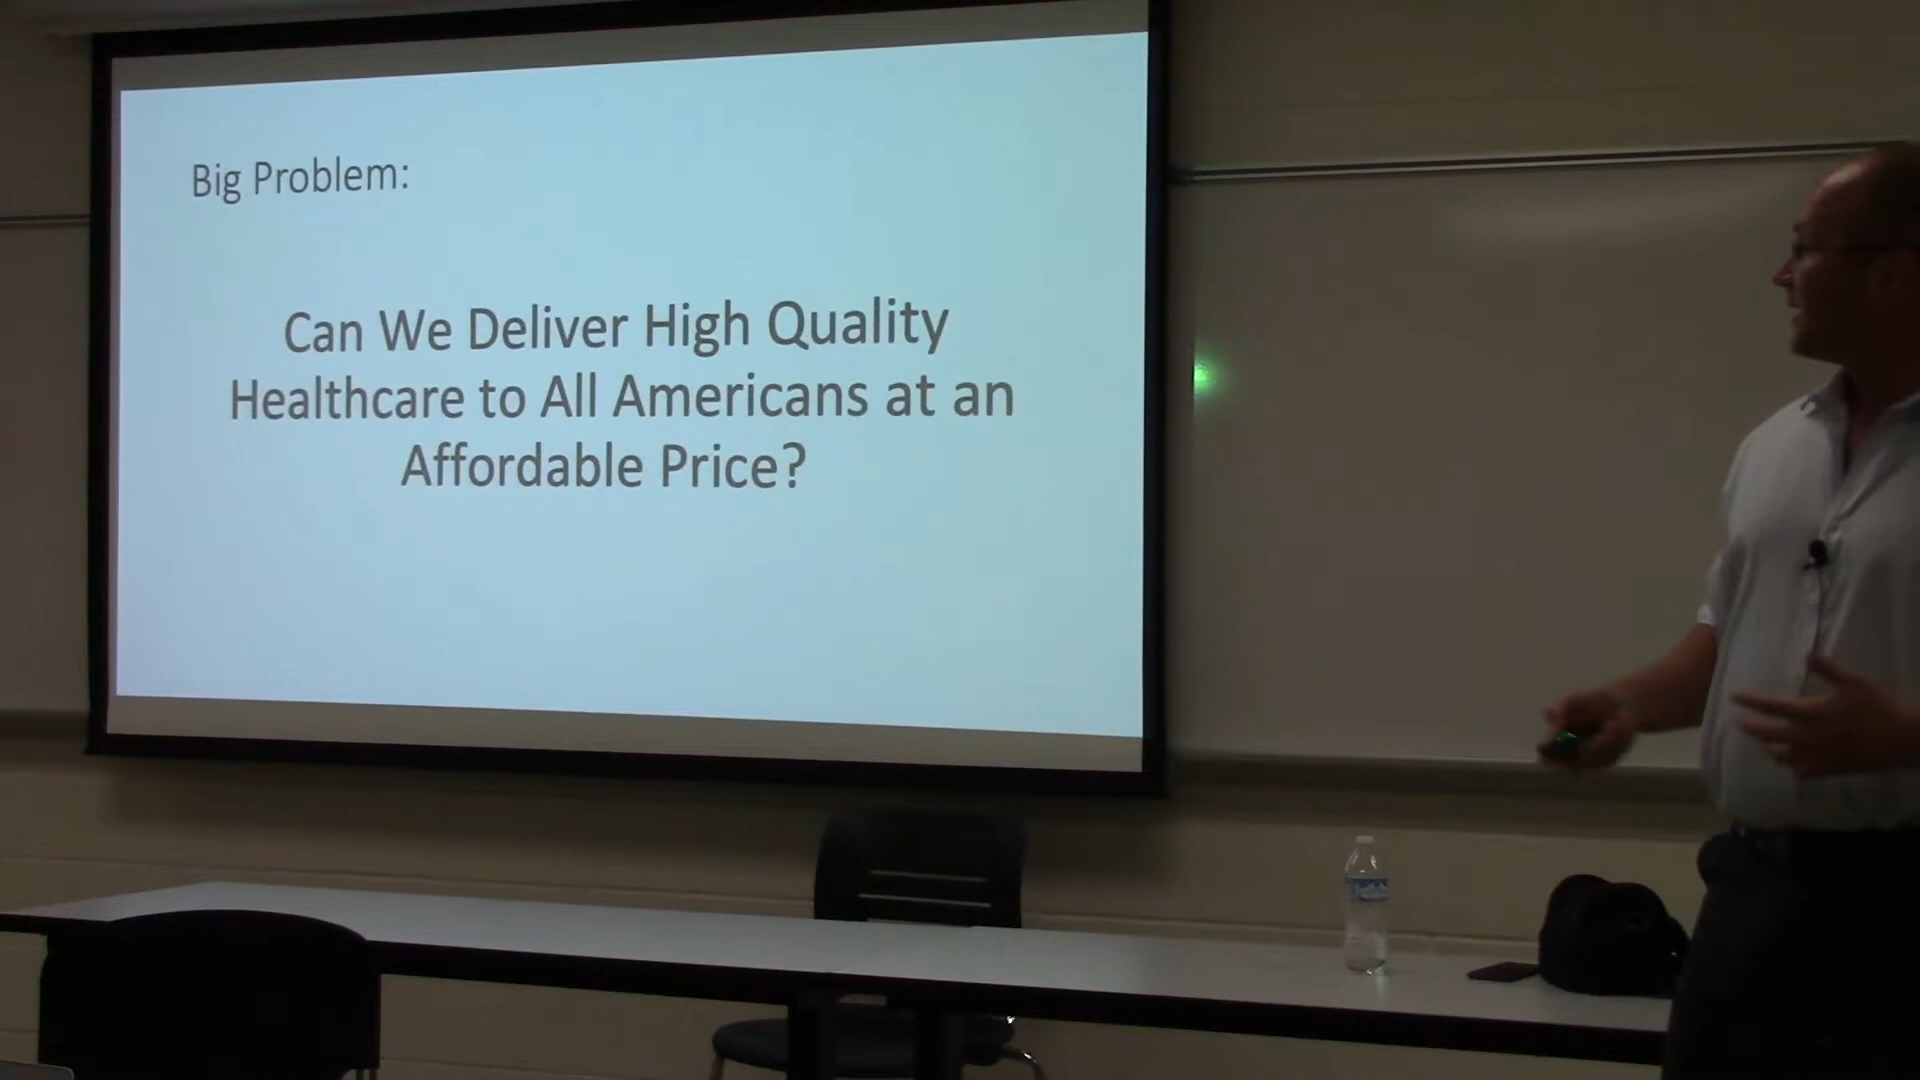 Big Problem:
Can We Deliver High Quality
Healthcare to All Americans at an
Affordable Price?